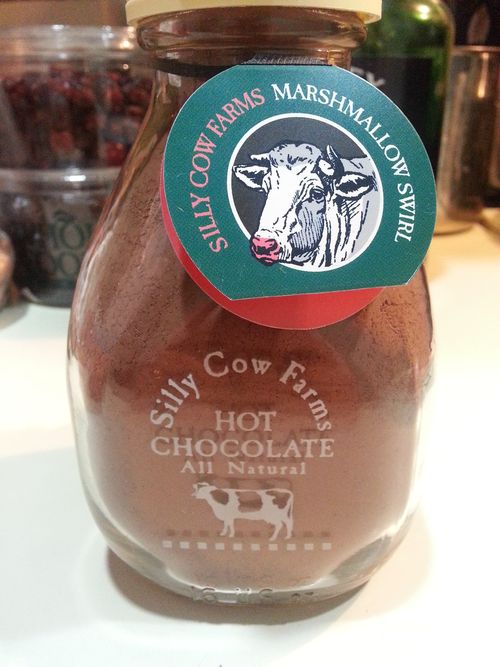 SILLY COW FARMS MARSHMALLOW SWIRL
Silly Cow Farms
HOT
CHOCOLATE
All Natural